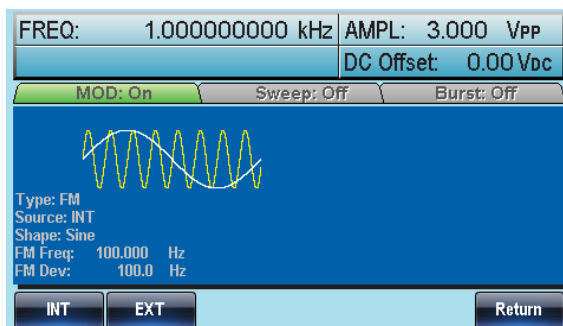 FREQ: 1.000000000 kHz AMPL: 3.000 VPP
DC Offset: 0.00 VDC
MOD: On Sweep: Off Burst: Off
Type: FM
Source: INT
Shape: Sine
FM Freq: 100.000 Hz
FM Dev: 100.0 Hz
INT EXT Return